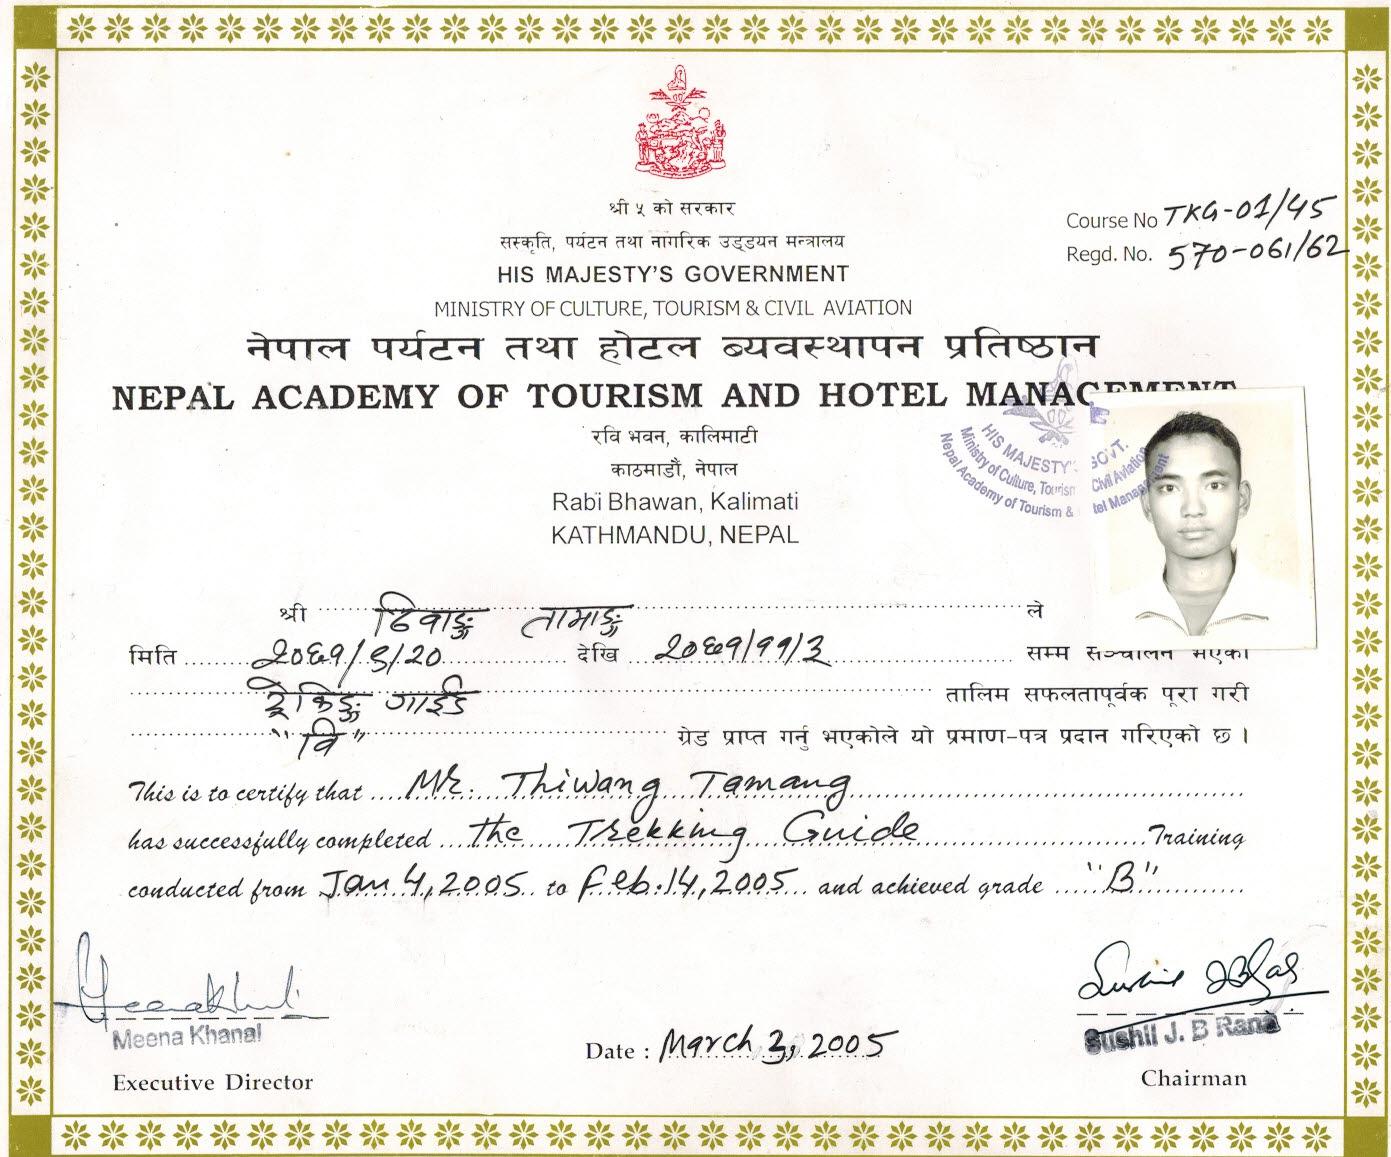 श्री ५ को सरकार
संस्कृति, पर्यटन तथा नागरिक उड्डयन मन्त्रालय
HIS MAJESTY'S GOVERNMENT
MINISTRY OF CULTURE, TOURISM & CIVIL AVIATION
Course No TKG-01/45
Regd. No. 570-061/62
नेपाल पर्यटन तथा होटल ब्यवस्थापन प्रतिष्ठान
NEPAL ACADEMY OF TOURISM AND HOTEL MANAGEMENT
रवि भवन, कालिमाटी
काठमाडौं, नेपाल
Rabi Bhawan, Kalimati
KATHMANDU, NEPAL
HIS MAJESTY'S GOVT.
Ministry of Culture, Tourism Civil Aviation
Nepal Academy of Tourism &
श्री ठिवाङ्ग तामाङ्ग ले
मिति २०६१/९/२० देखि २०६१/११/३ सम्म सञ्चालन भएको
ट्रेकिङ्ग गाईड तालिम सफलतापूर्वक पूरा गरी
"वि" ग्रेड प्राप्त गर्नु भएकोले यो प्रमाण-पत्र प्रदान गरिएको छ ।
This is to certify that Mr. Thiwang Tamang
has successfully completed the Trekking Guide Training
conducted from Jan 4, 2005 to Feb. 14, 2005 and achieved grade "B"
Meena Khanal
Executive Director
Date : March 3, 2005
Sushil J. B Rana
Chairman